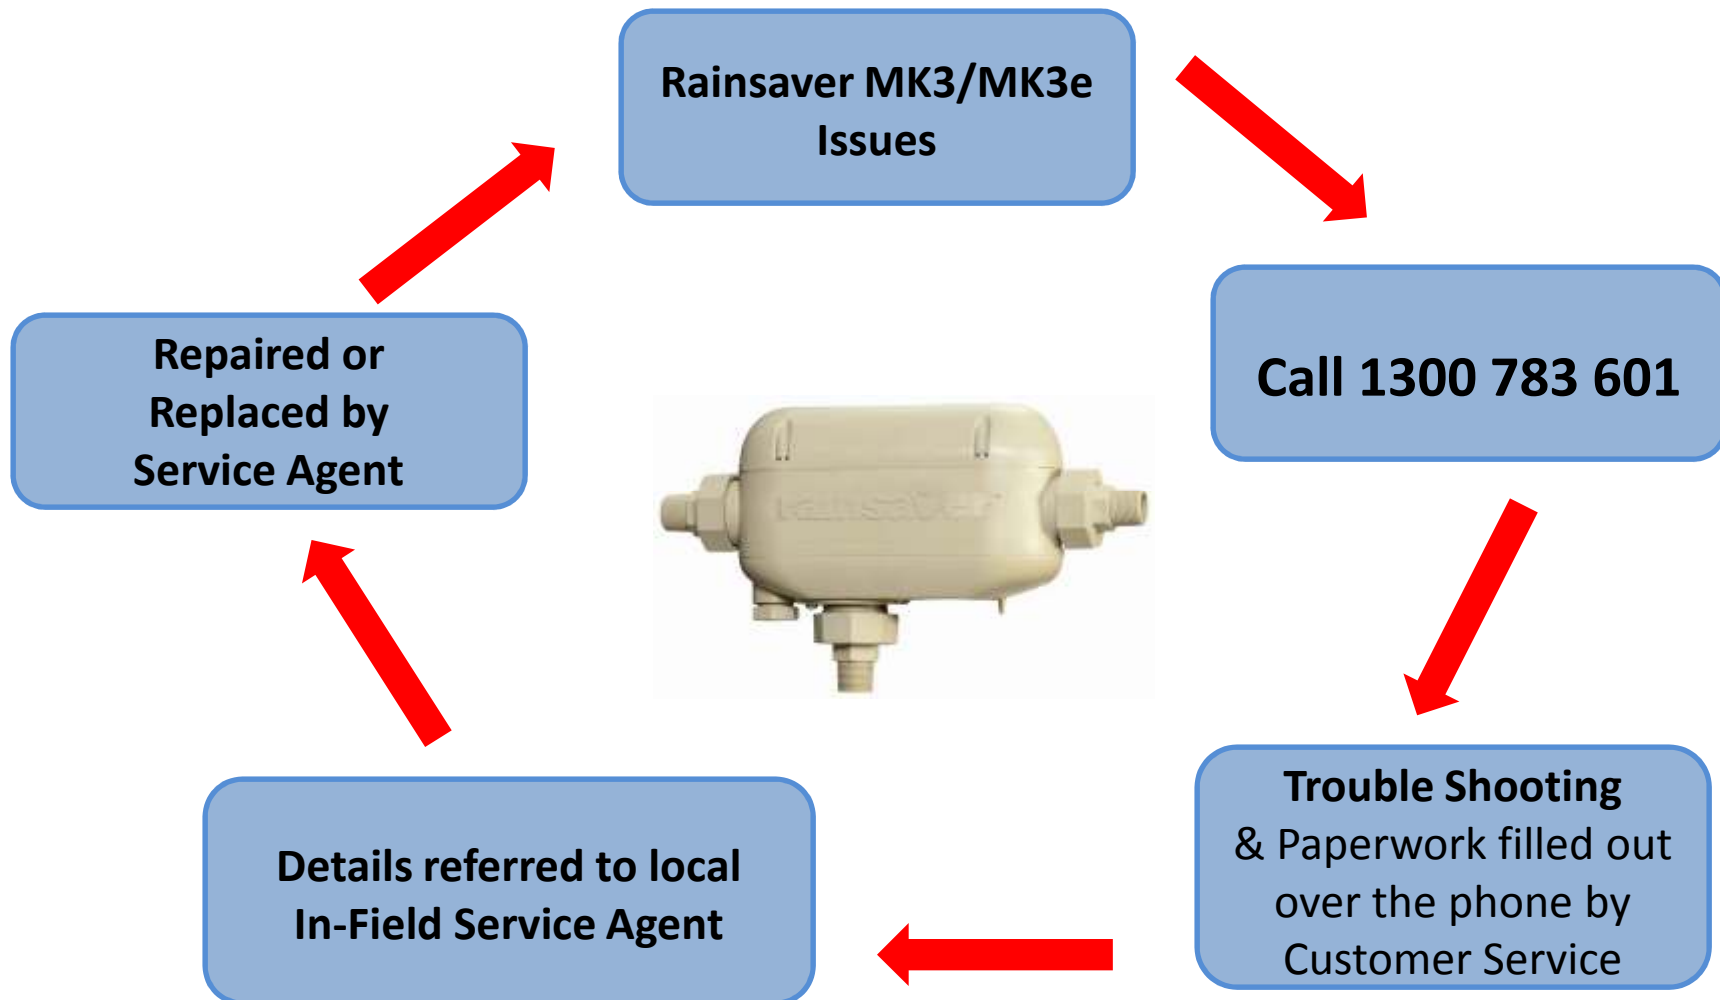 Rainsaver MK3/MK3e
Issues
Call 1300 783 601
Trouble Shooting
& Paperwork filled out
over the phone by
Customer Service
Details referred to local
In-Field Service Agent
Repaired or
Replaced by
Service Agent
rainsaver